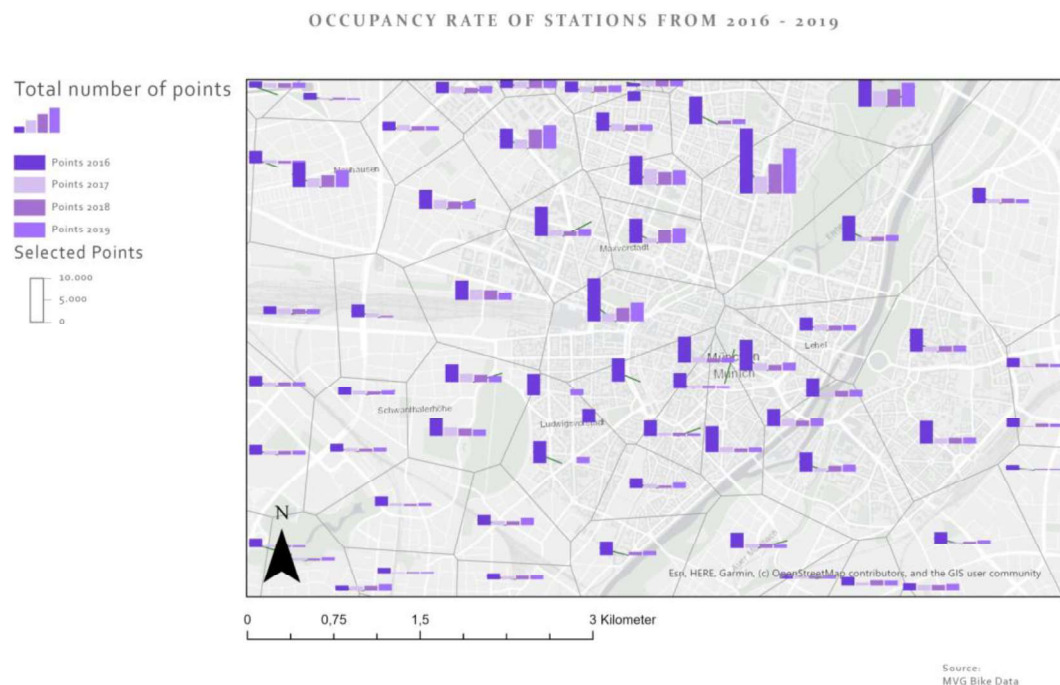 OCCUPANCY RATE OF STATIONS FROM 2016 - 2019
Total number of points
Points 2016
Points 2017
Points 2018
Points 2019
Selected Points
10.000
5.000
0
Neuhausen
Maxvorstadt
Lehel
München
Munich
Schwanthalerhöhe
N
Esri, HERE, Garmin, (c) OpenStreetMap contributors, and the GIS user community
0 0,75 1,5 3 Kilometer
Source:
MVG Bike Data